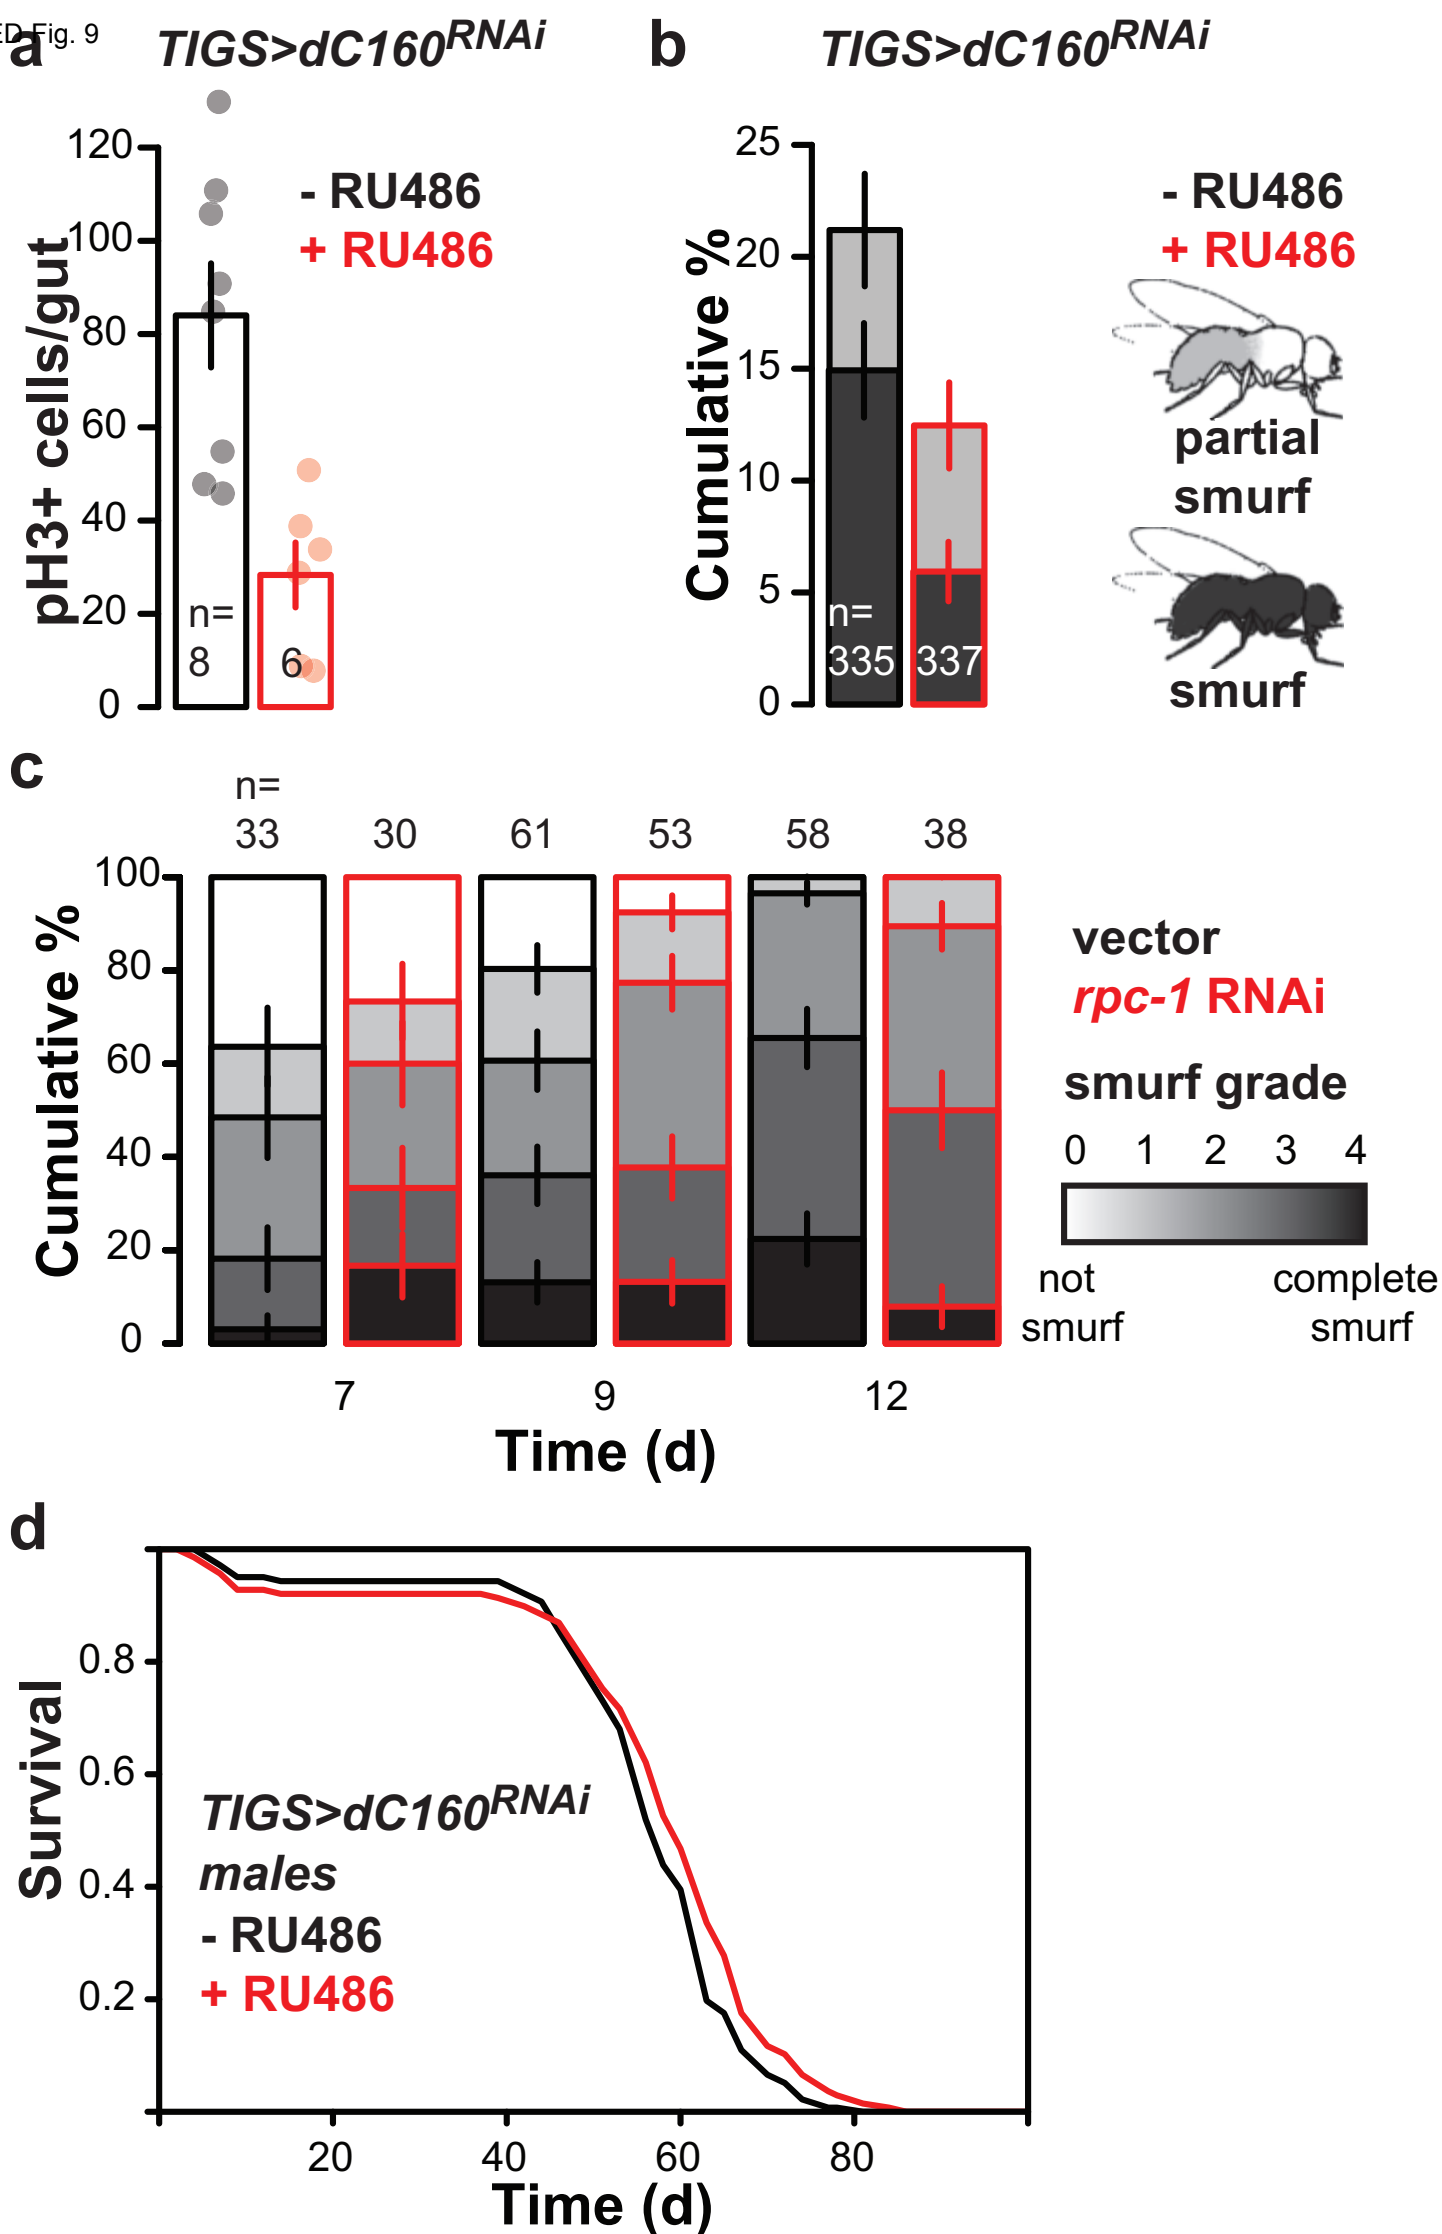 ED Fig. 9
a
TIGS>dC160RNAi
b
TIGS>dC160RNAi
pH3+ cells/gut
120
100
80
60
40
20
0
- RU486
+ RU486
n=
8
6
Cumulative %
25
20
15
10
5
0
n=
335
337
- RU486
+ RU486
partial
smurf
smurf
c
n=
33
30
61
53
58
38
Cumulative %
100
80
60
40
20
0
7
9
12
Time (d)
vector
rpc-1 RNAi
smurf grade
0 1 2 3 4
not
smurf
complete
smurf
d
Survival
0.8
0.6
0.4
0.2
TIGS>dC160RNAi
males
- RU486
+ RU486
20
40
60
80
Time (d)